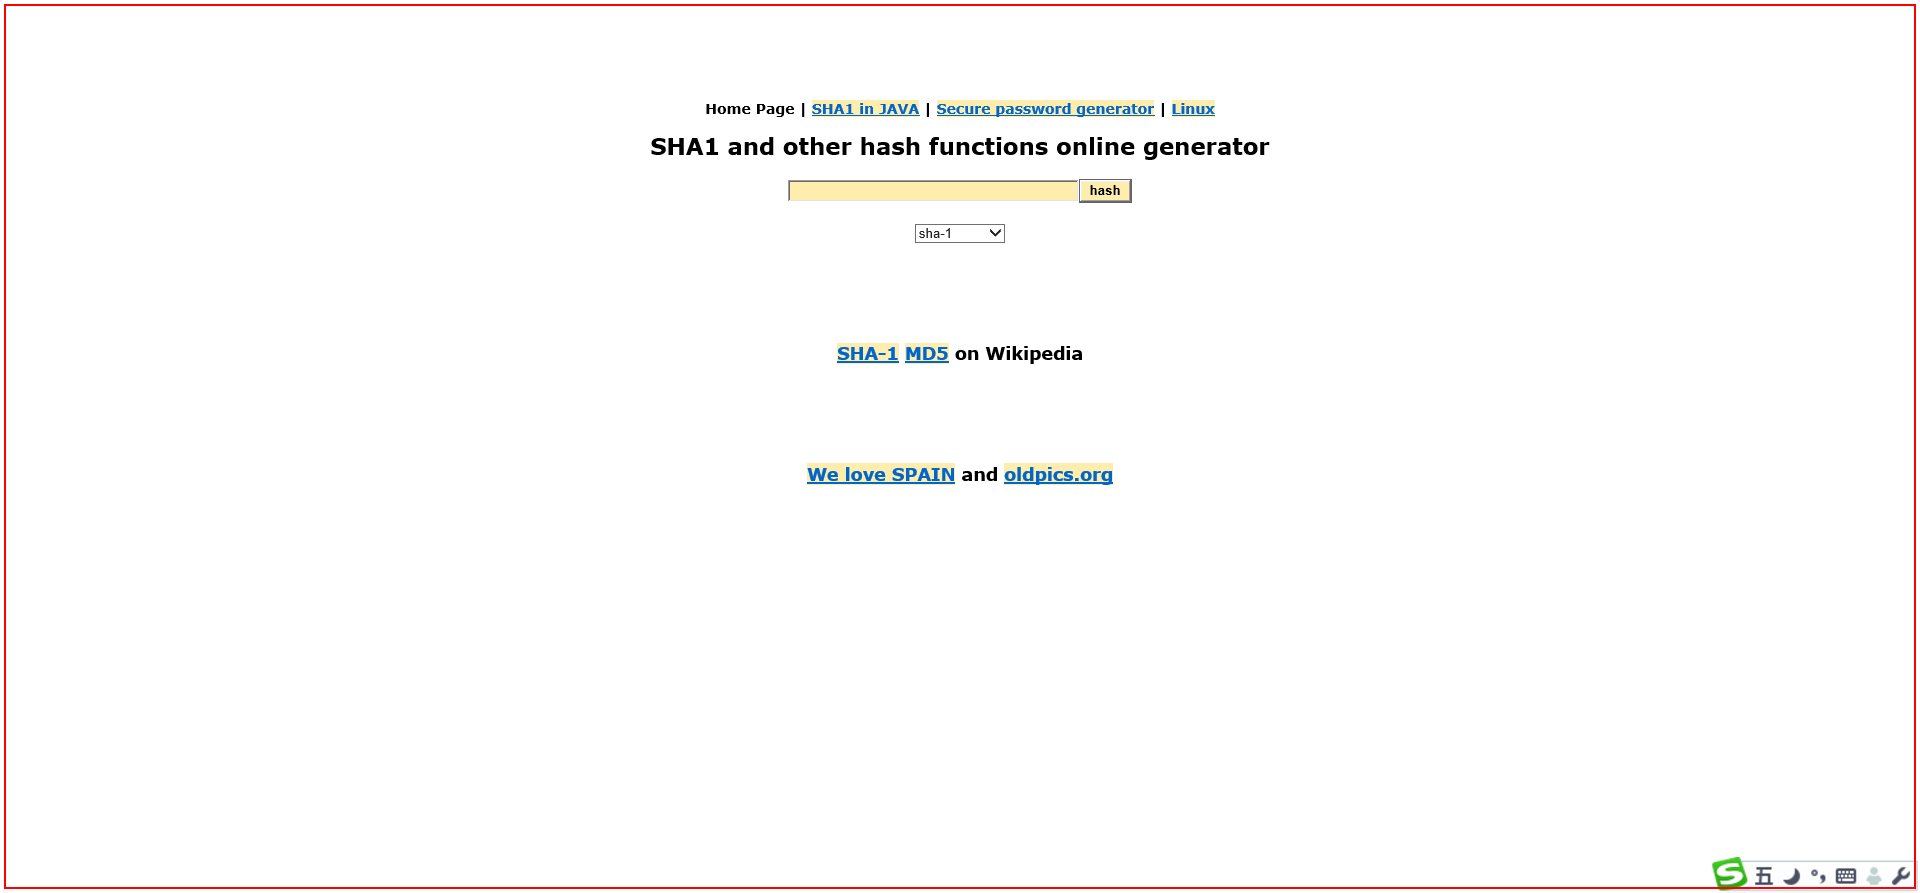 Home Page | SHA1 in JAVA | Secure password generator | Linux
SHA1 and other hash functions online generator
hash
sha-1
SHA-1 MD5 on Wikipedia
We love SPAIN and oldpics.org
S 五